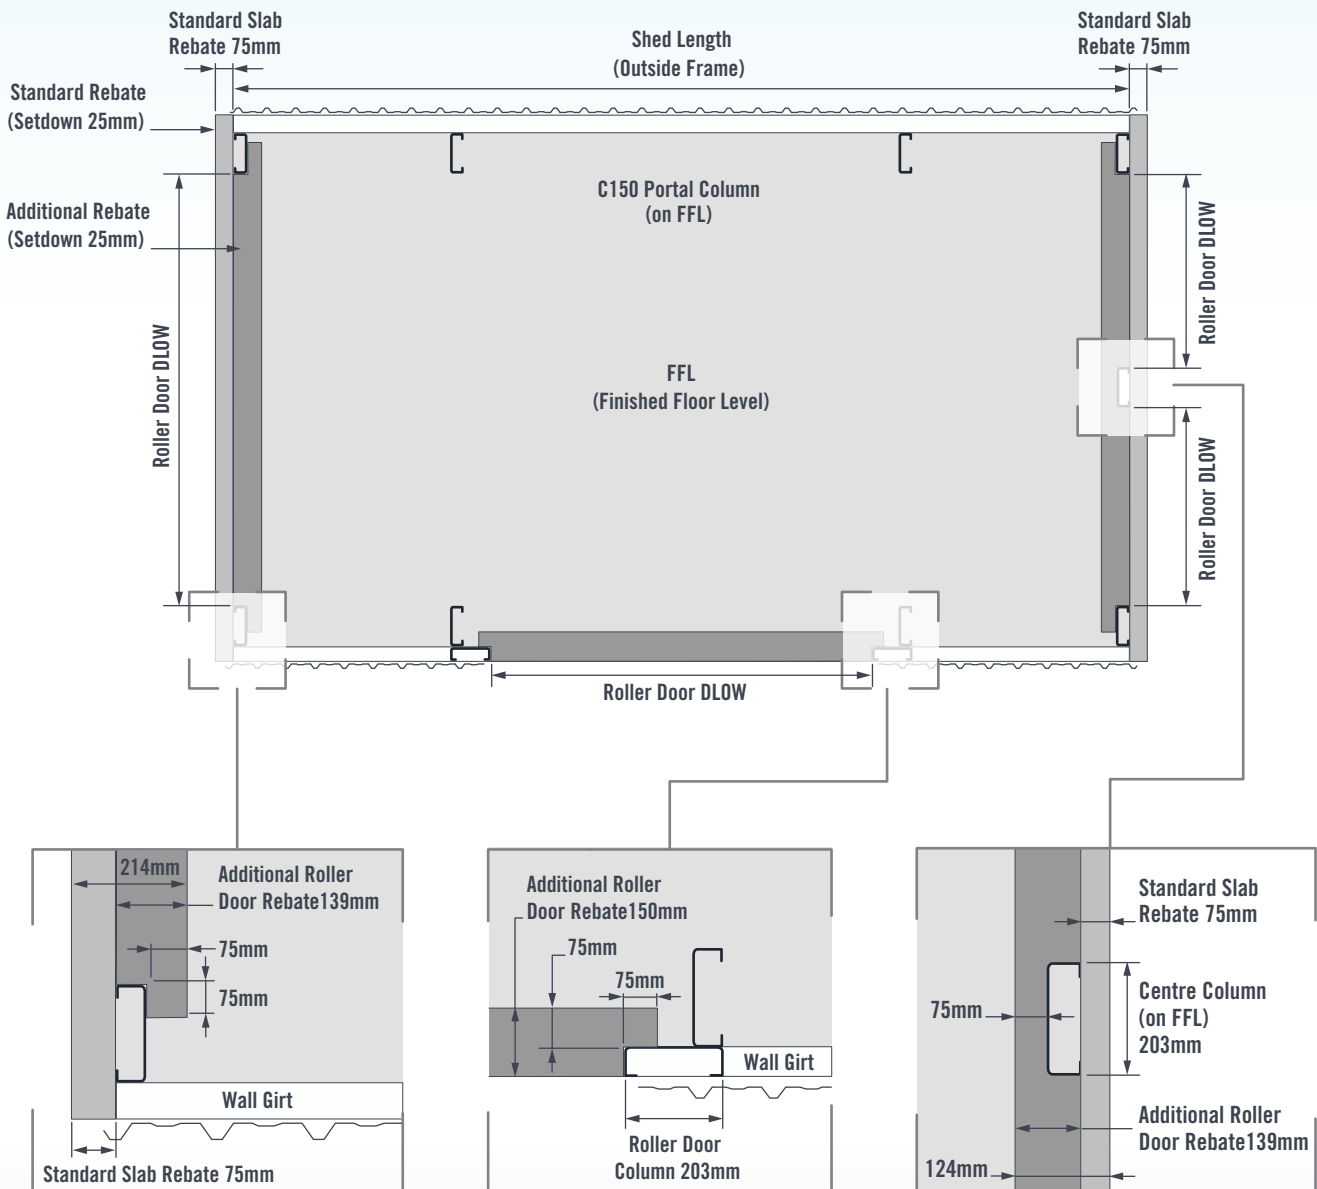 Standard Slab
Rebate 75mm
Shed Length
(Outside Frame)
Standard Slab
Rebate 75mm
Standard Rebate
(Setdown 25mm)
C150 Portal Column
(on FFL)
Additional Rebate
(Setdown 25mm)
Roller Door DLOW
Roller Door DLOW
FFL
(Finished Floor Level)
Roller Door DLOW
Roller Door DLOW
214mm
Additional Roller
Door Rebate139mm
75mm
75mm
Wall Girt
Standard Slab Rebate 75mm
Additional Roller
Door Rebate150mm
75mm
75mm
Wall Girt
Roller Door
Column 203mm
Standard Slab
Rebate 75mm
75mm
Centre Column
(on FFL)
203mm
Additional Roller
Door Rebate139mm
124mm